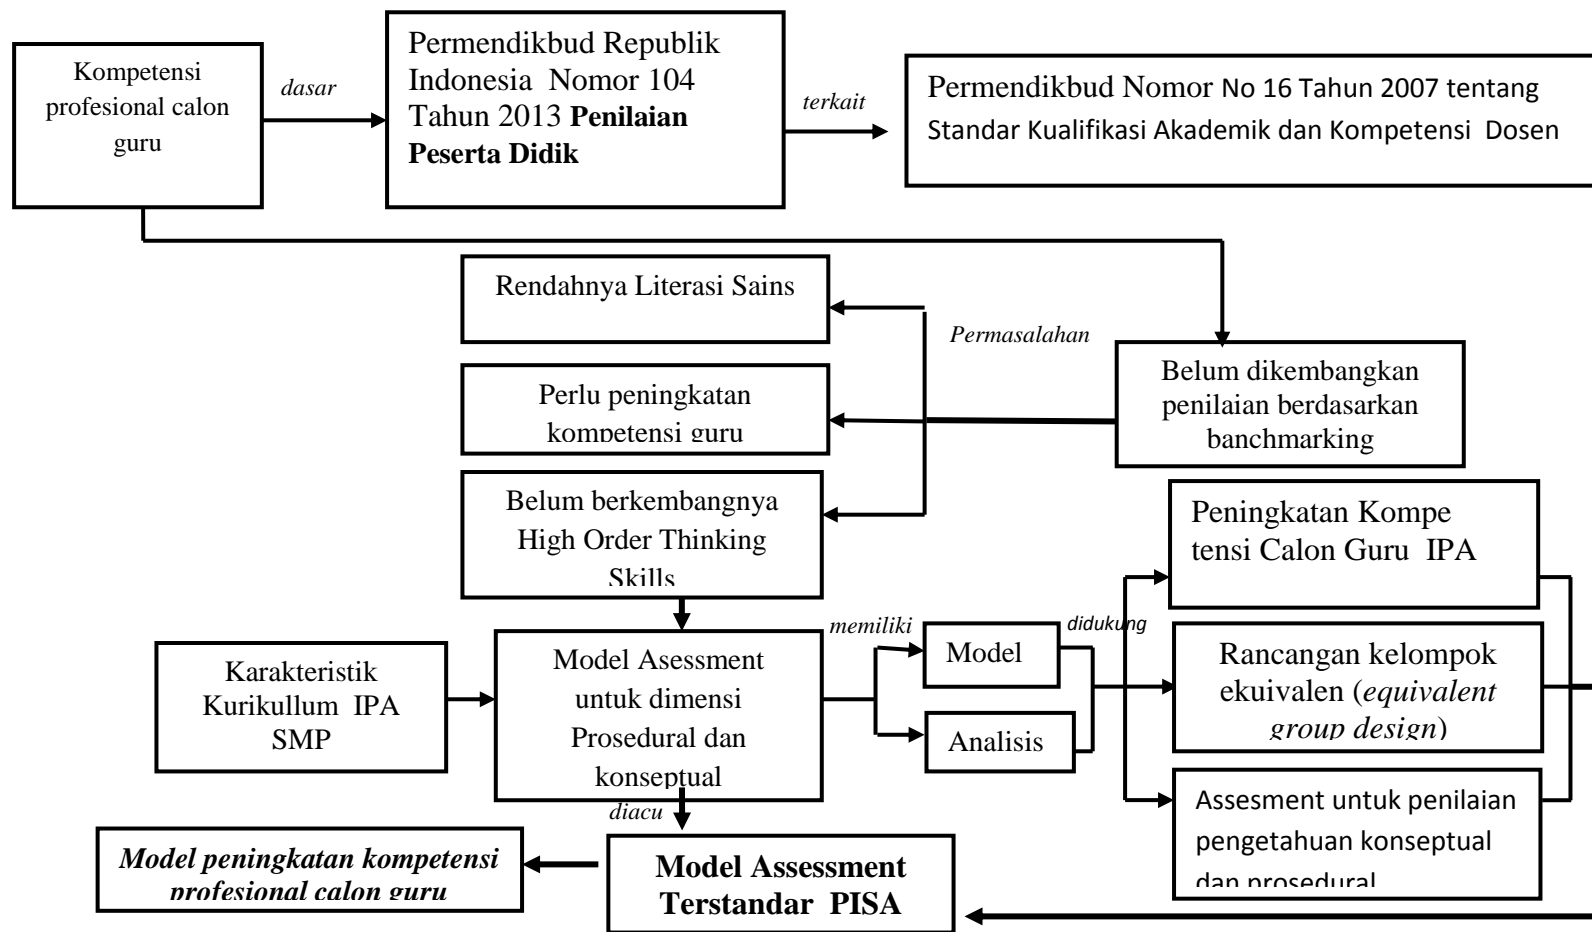 Kompetensi
profesional calon
guru
dasar
Permendikbud Republik
Indonesia Nomor 104
Tahun 2013 Penilaian
Peserta Didik
terkait
Permendikbud Nomor No 16 Tahun 2007 tentang
Standar Kualifikasi Akademik dan Kompetensi Dosen
Rendahnya Literasi Sains
Permasalahan
Belum dikembangkan
penilaian berdasarkan
banchmarking
Perlu peningkatan
kompetensi guru
Belum berkembangnya
High Order Thinking
Skills
Peningkatan Kompe
tensi Calon Guru IPA
Karakteristik
Kurikullum IPA
SMP
Model Asessment
untuk dimensi
Prosedural dan
konseptual
memiliki
Model
Analisis
didukung
Rancangan kelompok
ekuivalen (equivalent
group design)
Assesment untuk penilaian
pengetahuan konseptual
dan prosedural
diacu
Model Assessment
Terstandar PISA
Model peningkatan kompetensi
profesional calon guru